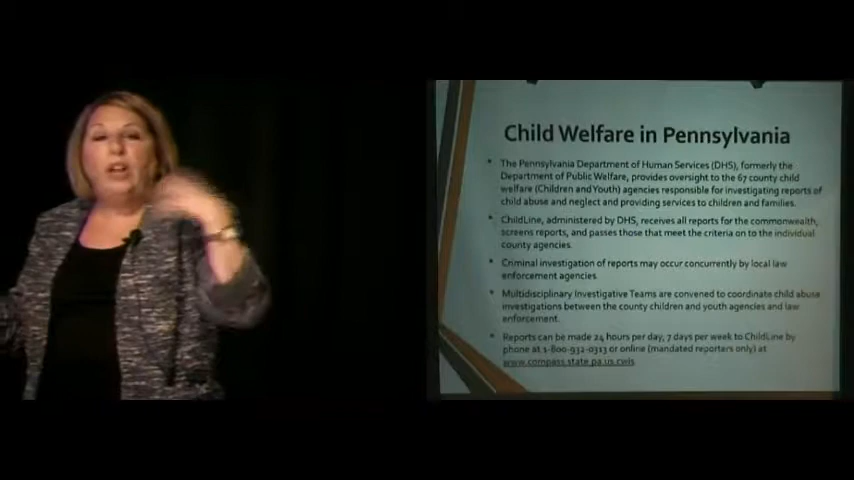 Child Welfare in Pennsylvania
The Pennsylvania Department of Human Services (DHS), formerly the
Department of Public Welfare, provides oversight to the 67 county child
welfare (Children and Youth) agencies responsible for investigating reports of
child abuse and neglect and providing services to children and families.
ChildLine, administered by DHS, receives all reports for the commonwealth,
screens reports, and passes those that meet the criteria on to the individual
county agencies.
Criminal investigation of reports may occur concurrently by local law
enforcement agencies.
Multidisciplinary Investigative Teams are convened to coordinate child abuse
investigations between the county children and youth agencies and law
enforcement.
Reports can be made 24 hours per day, 7 days per week to ChildLine by
phone at 1-800-932-0313 or online (mandated reporters only) at
www.compass.state.pa.us.cwis